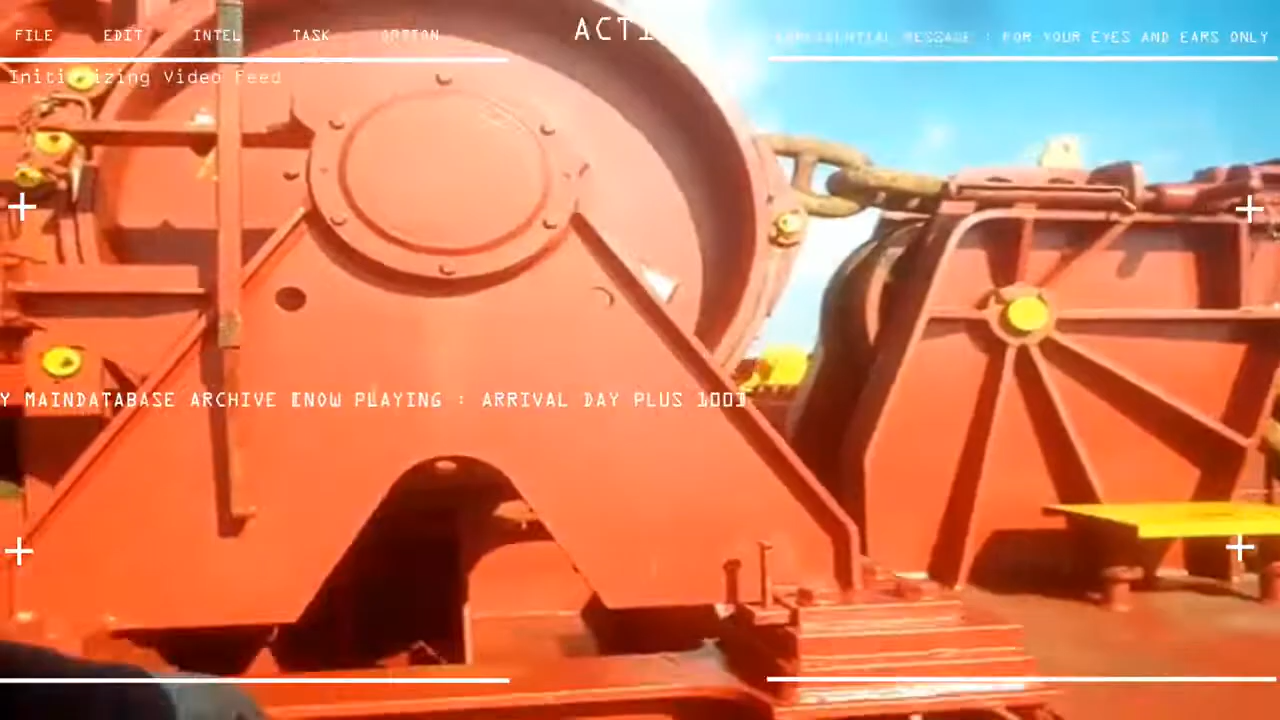 FILE EDIT INTEL TASK OPTION
ACTI
CONFIDENTIAL MESSAGE : FOR YOUR EYES AND EARS ONLY
Initializing Video Feed
Y MAINDATABASE ARCHIVE [NOW PLAYING : ARRIVAL DAY PLUS 100]